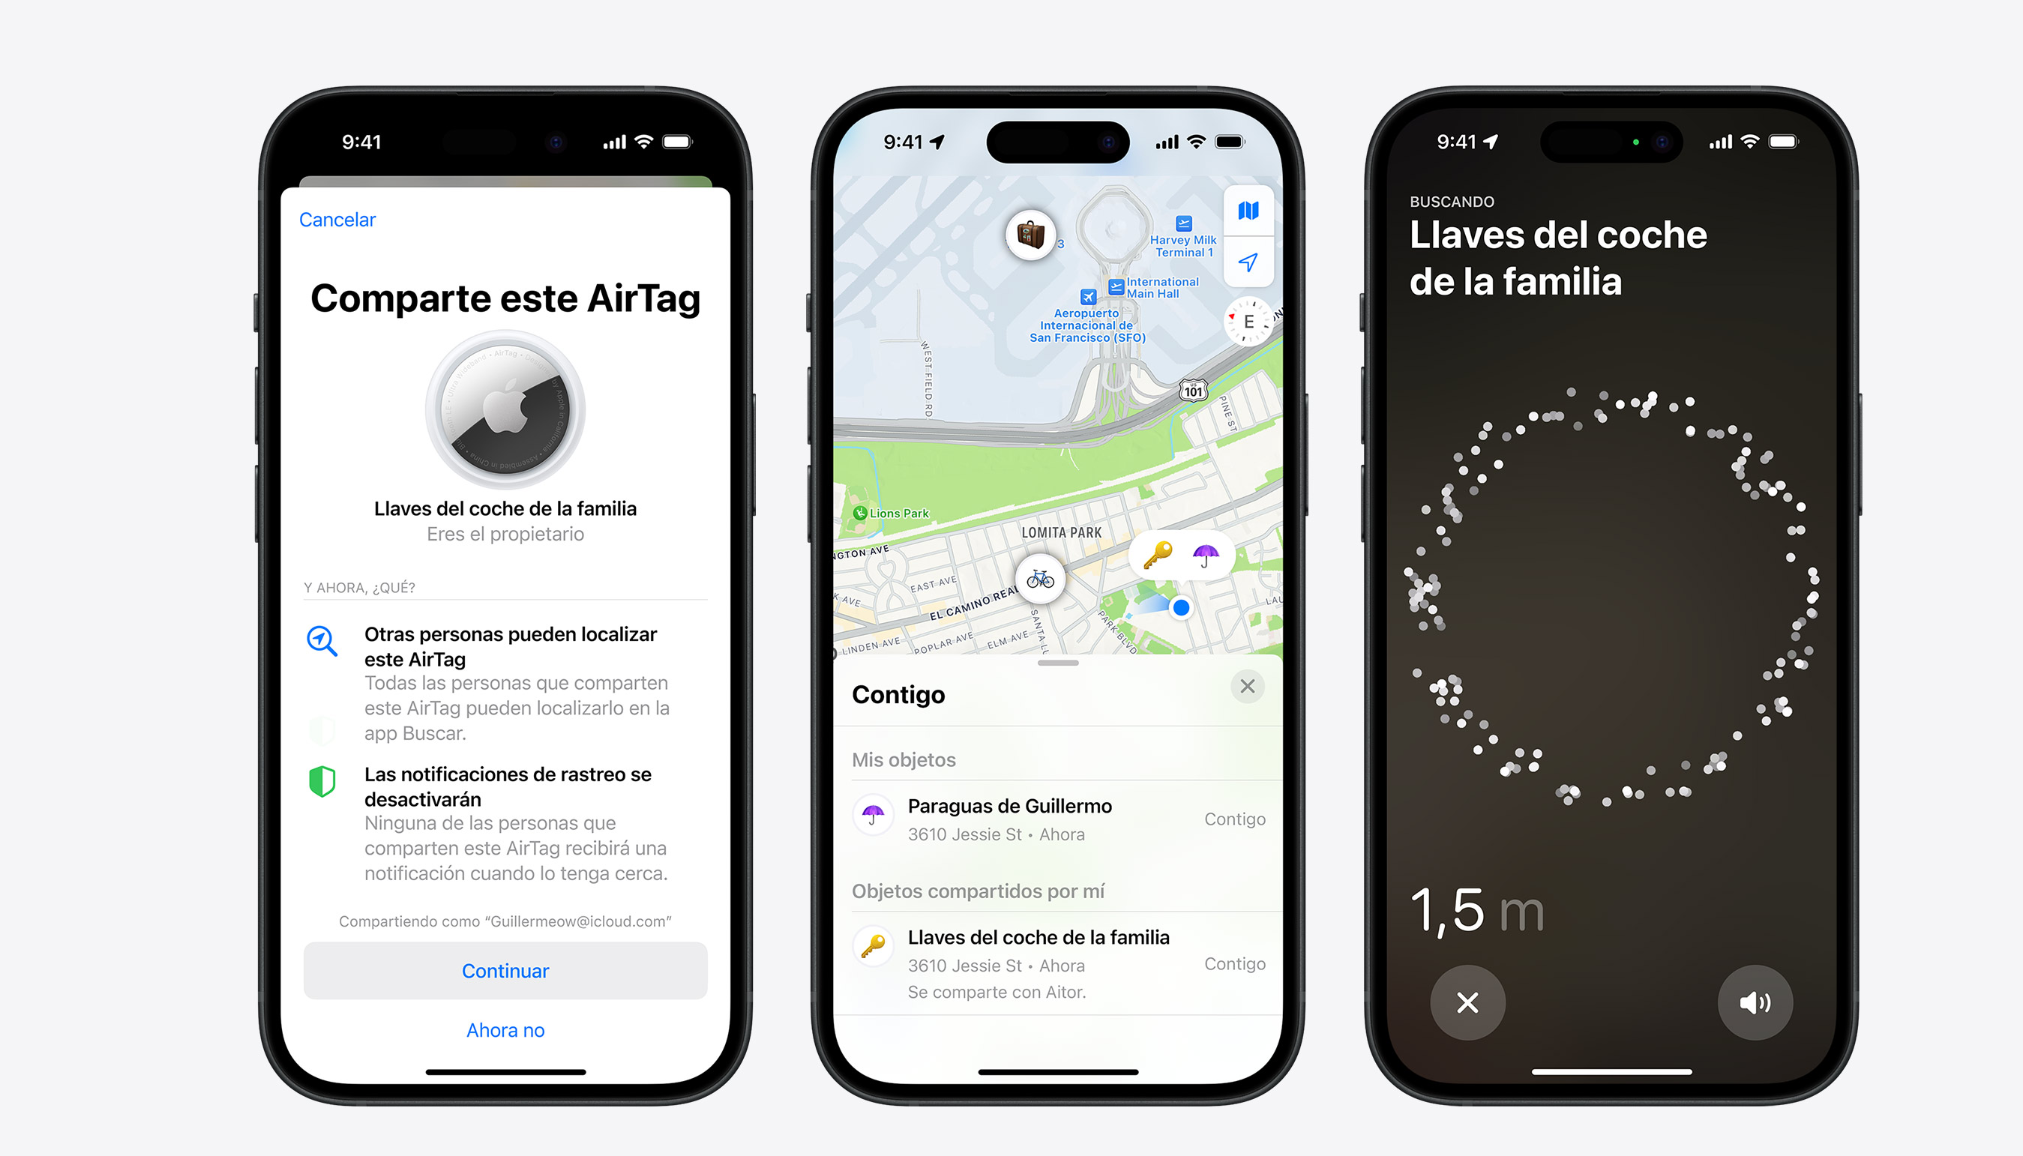 9:41
Cancelar
Comparte este AirTag
Llaves del coche de la familia
Eres el propietario
Y AHORA, ¿QUÉ?
Otras personas pueden localizar
este AirTag
Todas las personas que comparten
este AirTag pueden localizarlo en la
app Buscar.
Las notificaciones de rastreo se
desactivarán
Ninguna de las personas que
comparten este AirTag recibirá una
notificación cuando lo tenga cerca.
Compartiendo como “Guillermeow@icloud.com”
Continuar
Ahora no
9:41
3
Harvey Milk
Terminal 1
International
Main Hall
Aeropuerto
Internacional de
San Francisco (SFO)
E
WEST FIELD RD
101
PINE ST
Lions Park
LOMITA PARK
NGTON AVE
EAST AVE
K AVE
EL CAMINO REAL
SANTA LU
PARK BLVD
LAU
LINDEN AVE
POPLAR AVE
ELM AVE
Contigo
Mis objetos
Paraguas de Guillermo
3610 Jessie St • Ahora
Contigo
Objetos compartidos por mí
Llaves del coche de la familia
3610 Jessie St • Ahora
Contigo
Se comparte con Aitor.
9:41
BUSCANDO
Llaves del coche
de la familia
1,5 m